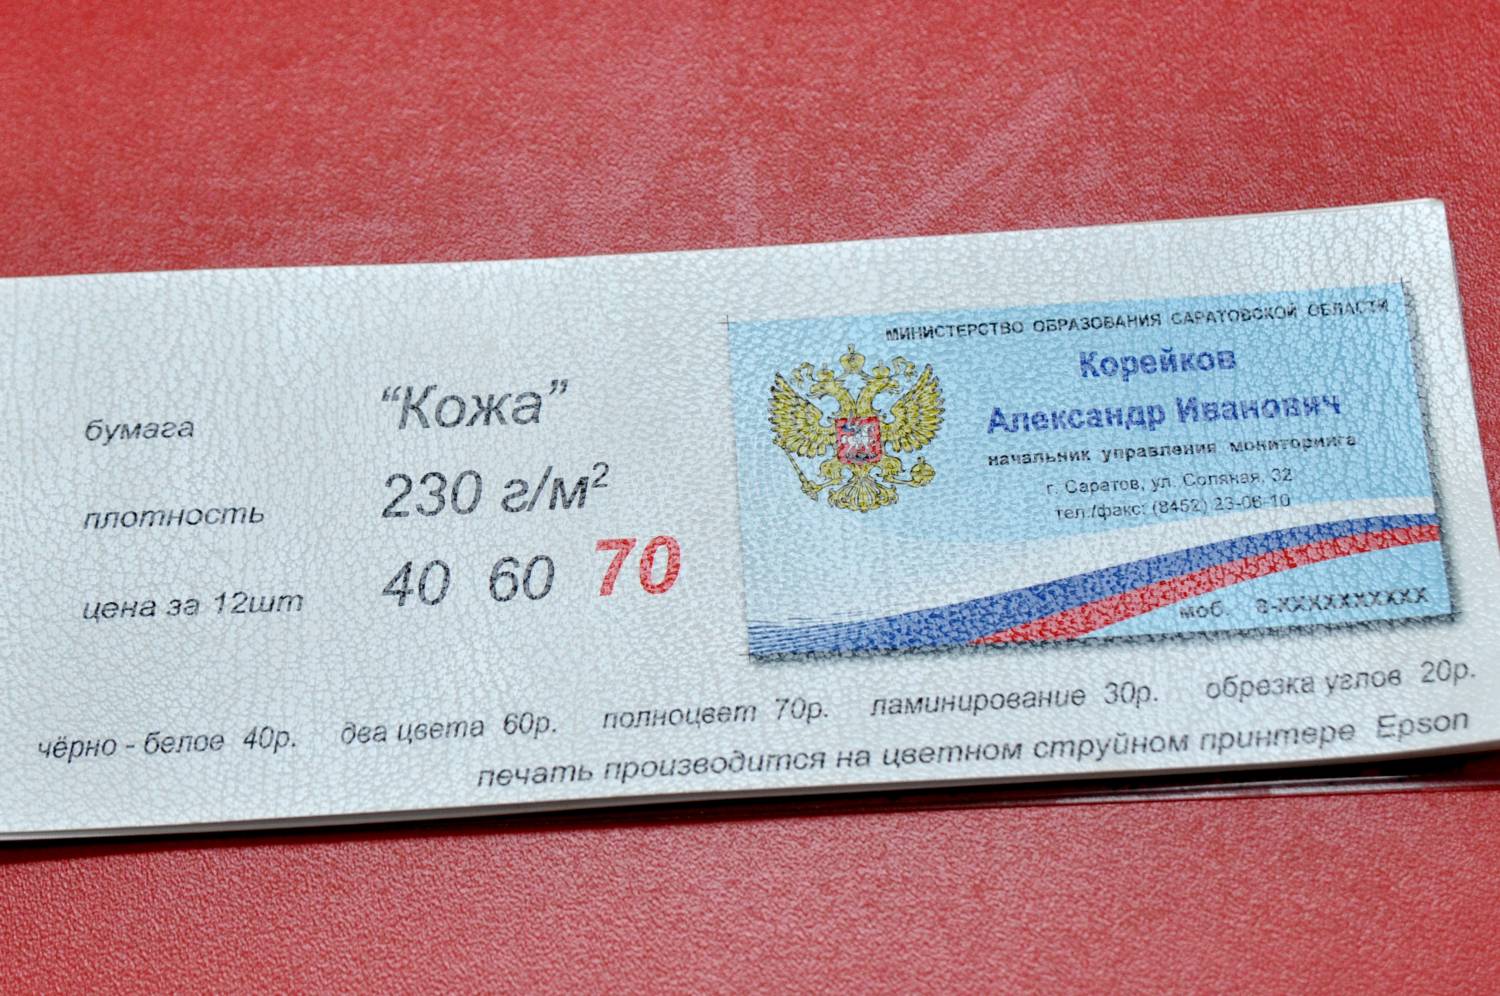 бумага “Кожа”
плотность 230 г/м²
цена за 12шт 40 60 70
МИНИСТЕРСТВО ОБРАЗОВАНИЯ САРАТОВСКОЙ ОБЛАСТИ
Корейков
Александр Иванович
начальник управления мониторинга
г. Саратов, ул. Соляная, 32
тел./факс: (8452) 23-06-10
моб. 8-XXXXXXXXXX
чёрно - белое 40р. два цвета 60р. полноцвет 70р. ламинирование 30р. обрезка углов 20р.
печать производится на цветном струйном принтере Epson